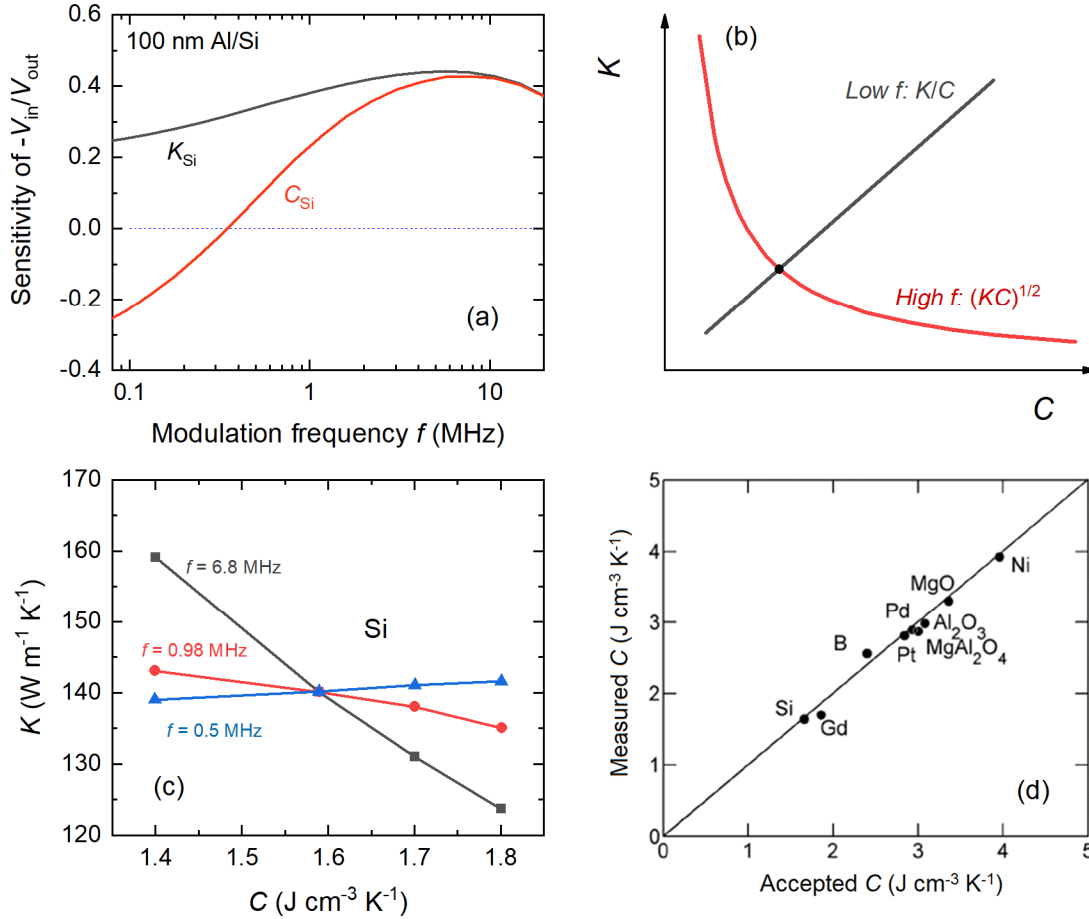 0.6
0.4
0.2
0.0
-0.2
-0.4
Sensitivity of -V_in/V_out
100 nm Al/Si
K_Si
C_Si
(a)
0.1
1
10
Modulation frequency f (MHz)
(b)
K
Low f: K/C
High f: (KC)^1/2
C
170
160
150
140
130
120
K (W m⁻¹ K⁻¹)
f = 6.8 MHz
Si
f = 0.98 MHz
f = 0.5 MHz
(c)
1.4
1.5
1.6
1.7
1.8
C (J cm⁻³ K⁻¹)
5
4
3
2
1
0
Measured C (J cm⁻³ K⁻¹)
Ni
MgO
Pd
Al₂O₃
B
Pt
MgAl₂O₄
Si
Gd
(d)
0
1
2
3
4
5
Accepted C (J cm⁻³ K⁻¹)